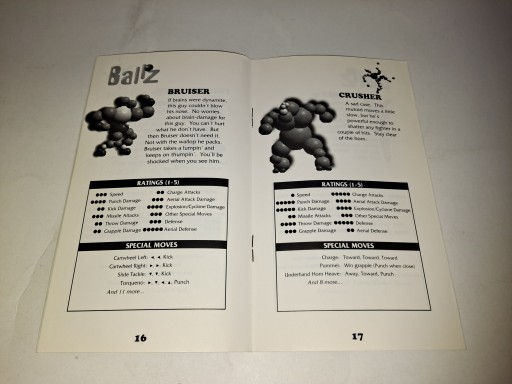 Ballz
BRUISER
If brains were dynamite,
this guy couldn't blow
his nose. No worries
about brain-damage for
this guy. You can't hurt
what he don't have. But
then Bruiser doesn't need it.
Not with the wallop he packs.
Bruiser takes a lumpin' and
keeps on thumpin'. You'll be
shocked when you see him.
RATINGS (1-5)
Speed
Charge Attacks
Punch Damage
Aerial Attack Damage
Kick Damage
Explosion/Cyclone Damage
Missile Attacks
Other Special Moves
Throw Damage
Defense
Grapple Damage
Aerial Defense
SPECIAL MOVES
Cartwheel Left: ◄, ◄, Kick
Cartwheel Right: ►, ►, Kick
Slide Tackle: ▼, ▼, Kick
Torqueno: ►, ▼, ◄, ▲, Punch
And 11 more...
16
CRUSHER
A sad case. This
mutated moves a little
slow, but he's
powerful enough to
shatter any fighter in a
couple of hits. Stay clear
of the horn.
RATINGS (1-5)
Speed
Charge Attacks
Punch Damage
Aerial Attack Damage
Kick Damage
Explosion/Cyclone Damage
Missile Attacks
Other Special Moves
Throw Damage
Defense
Grapple Damage
Aerial Defense
SPECIAL MOVES
Charge: Toward, Toward, Toward
Pummel: Win grapple (Punch when close)
Underhand Horn Heave: Away, Toward, Punch
And 8 more...
17